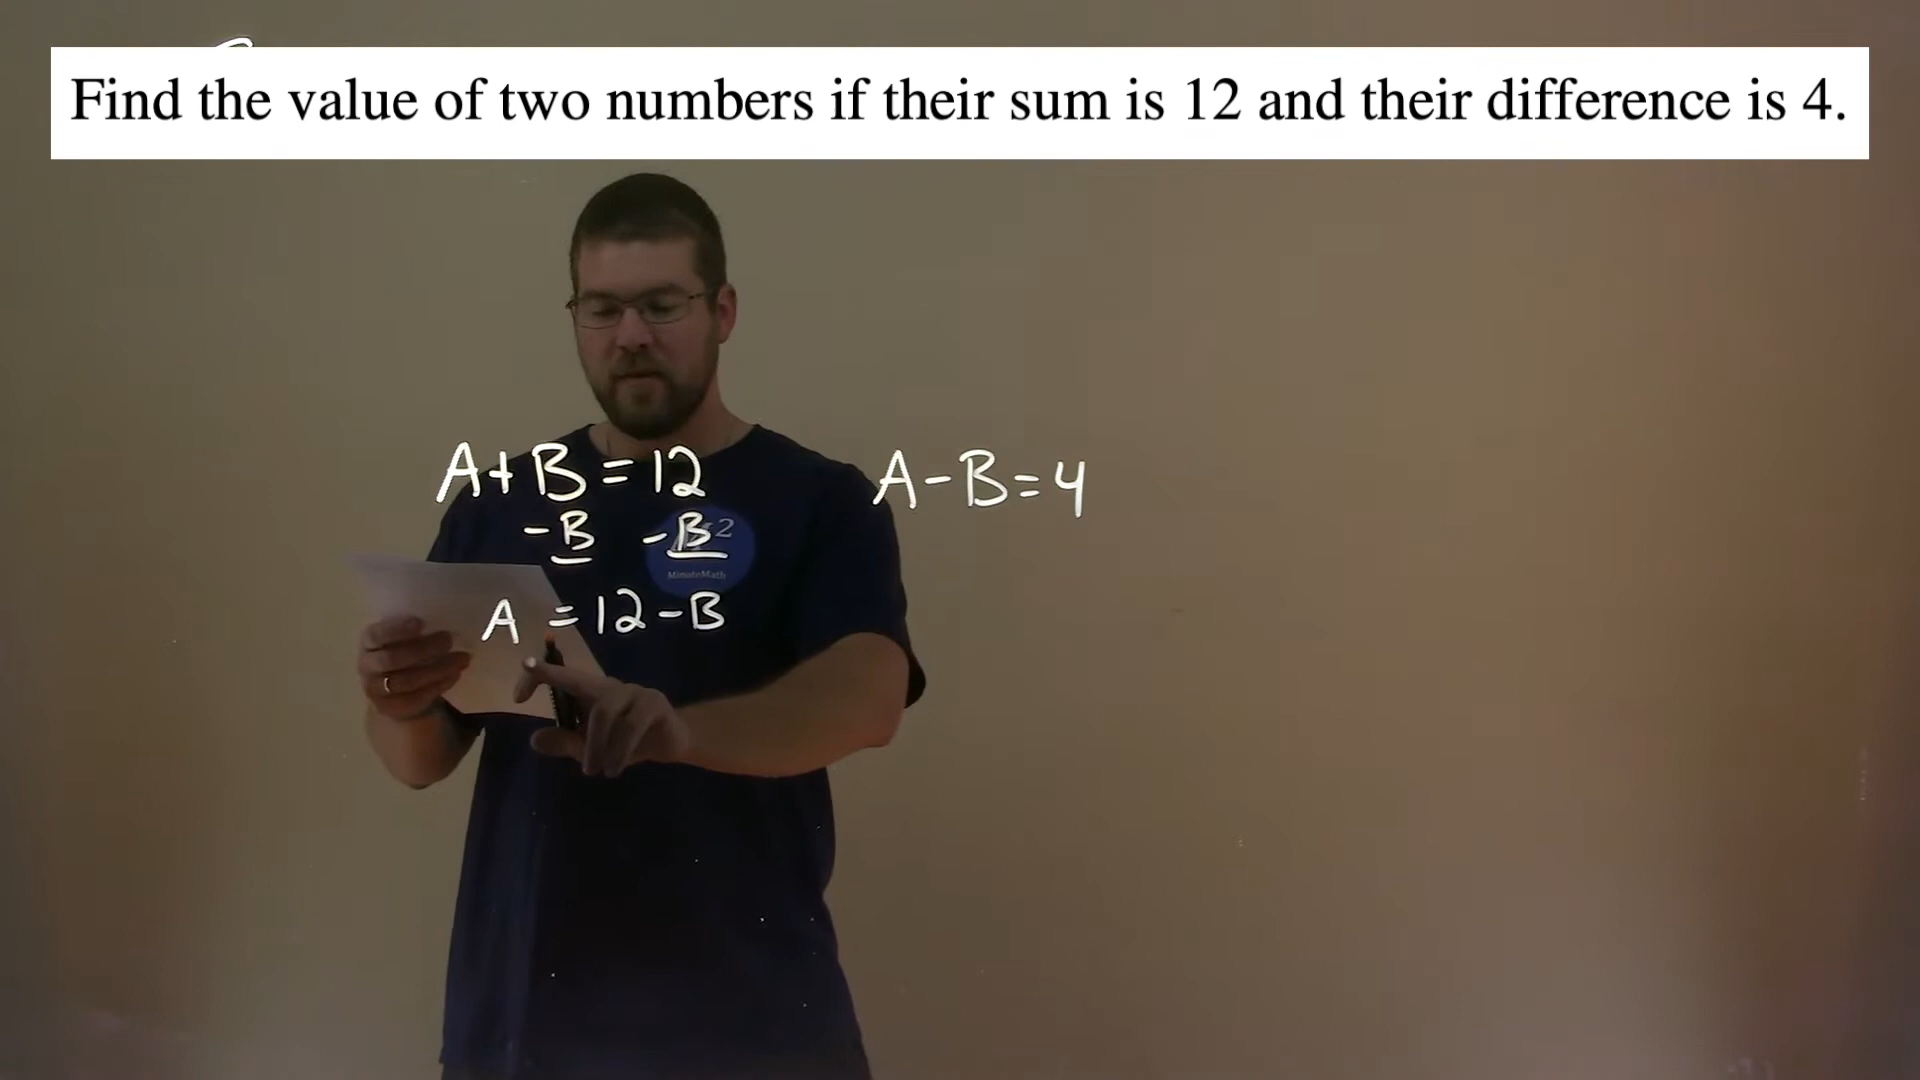 Find the value of two numbers if their sum is 12 and their difference is 4.
A+B=12 A-B=4
-B -B
A =12-B
MinuteMath